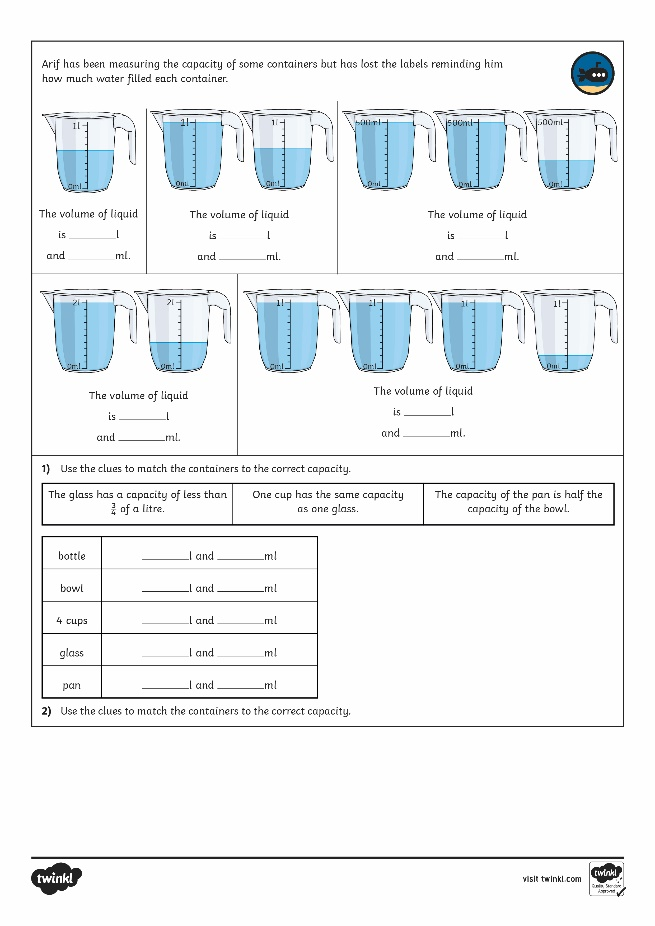 Arif has been measuring the capacity of some containers but has lost the labels reminding him
how much water filled each container.
1l
0ml
The volume of liquid
is ________l
and ________ml.
1l
0ml
1l
0ml
The volume of liquid
is ________l
and ________ml.
500ml
0ml
500ml
0ml
500ml
0ml
The volume of liquid
is ________l
and ________ml.
2l
0ml
2l
0ml
The volume of liquid
is ________l
and ________ml.
1l
0ml
1l
0ml
1l
0ml
1l
0ml
The volume of liquid
is ________l
and ________ml.
1) Use the clues to match the containers to the correct capacity.
The glass has a capacity of less than
3/4 of a litre.
One cup has the same capacity
as one glass.
The capacity of the pan is half the
capacity of the bowl.
bottle ________l and ________ml
bowl ________l and ________ml
4 cups ________l and ________ml
glass ________l and ________ml
pan ________l and ________ml
2) Use the clues to match the containers to the correct capacity.
twinkl
visit twinkl.com
twinkl
Quality Standard
Approved